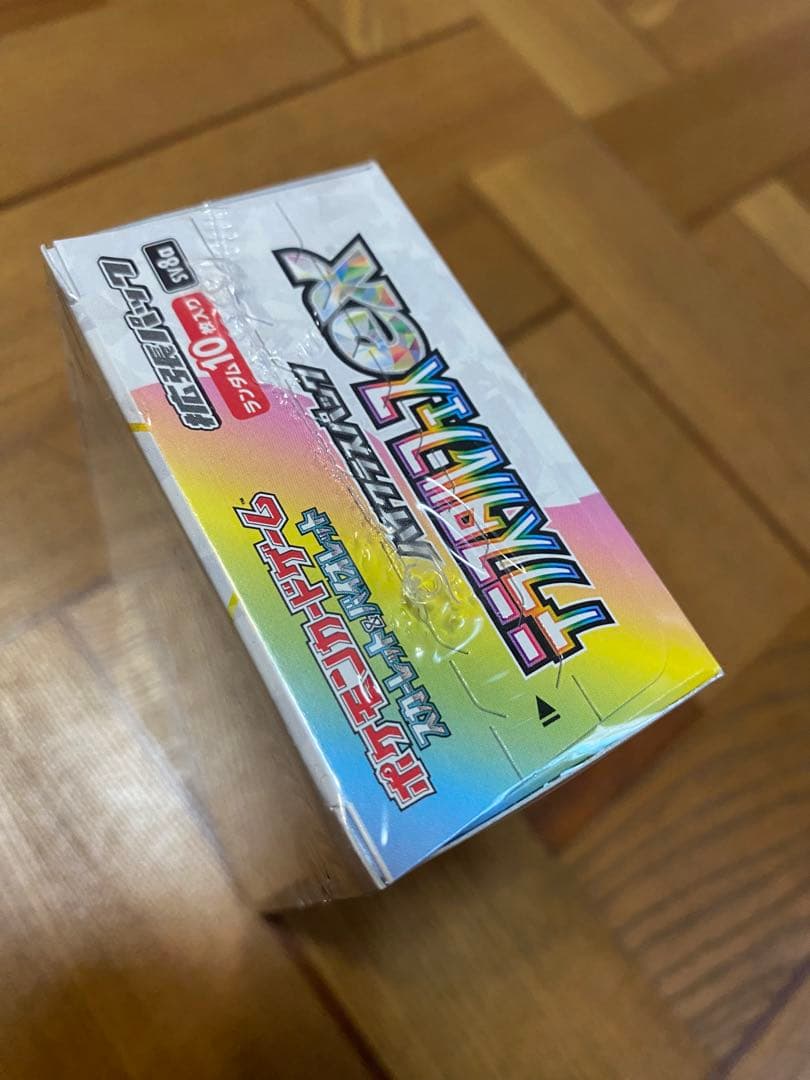 ポケモンカードゲーム™
スカーレット&バイオレット
ハイクラスパック
テラスタルフェスex
拡張パック
ランダム10枚入り
SV8a